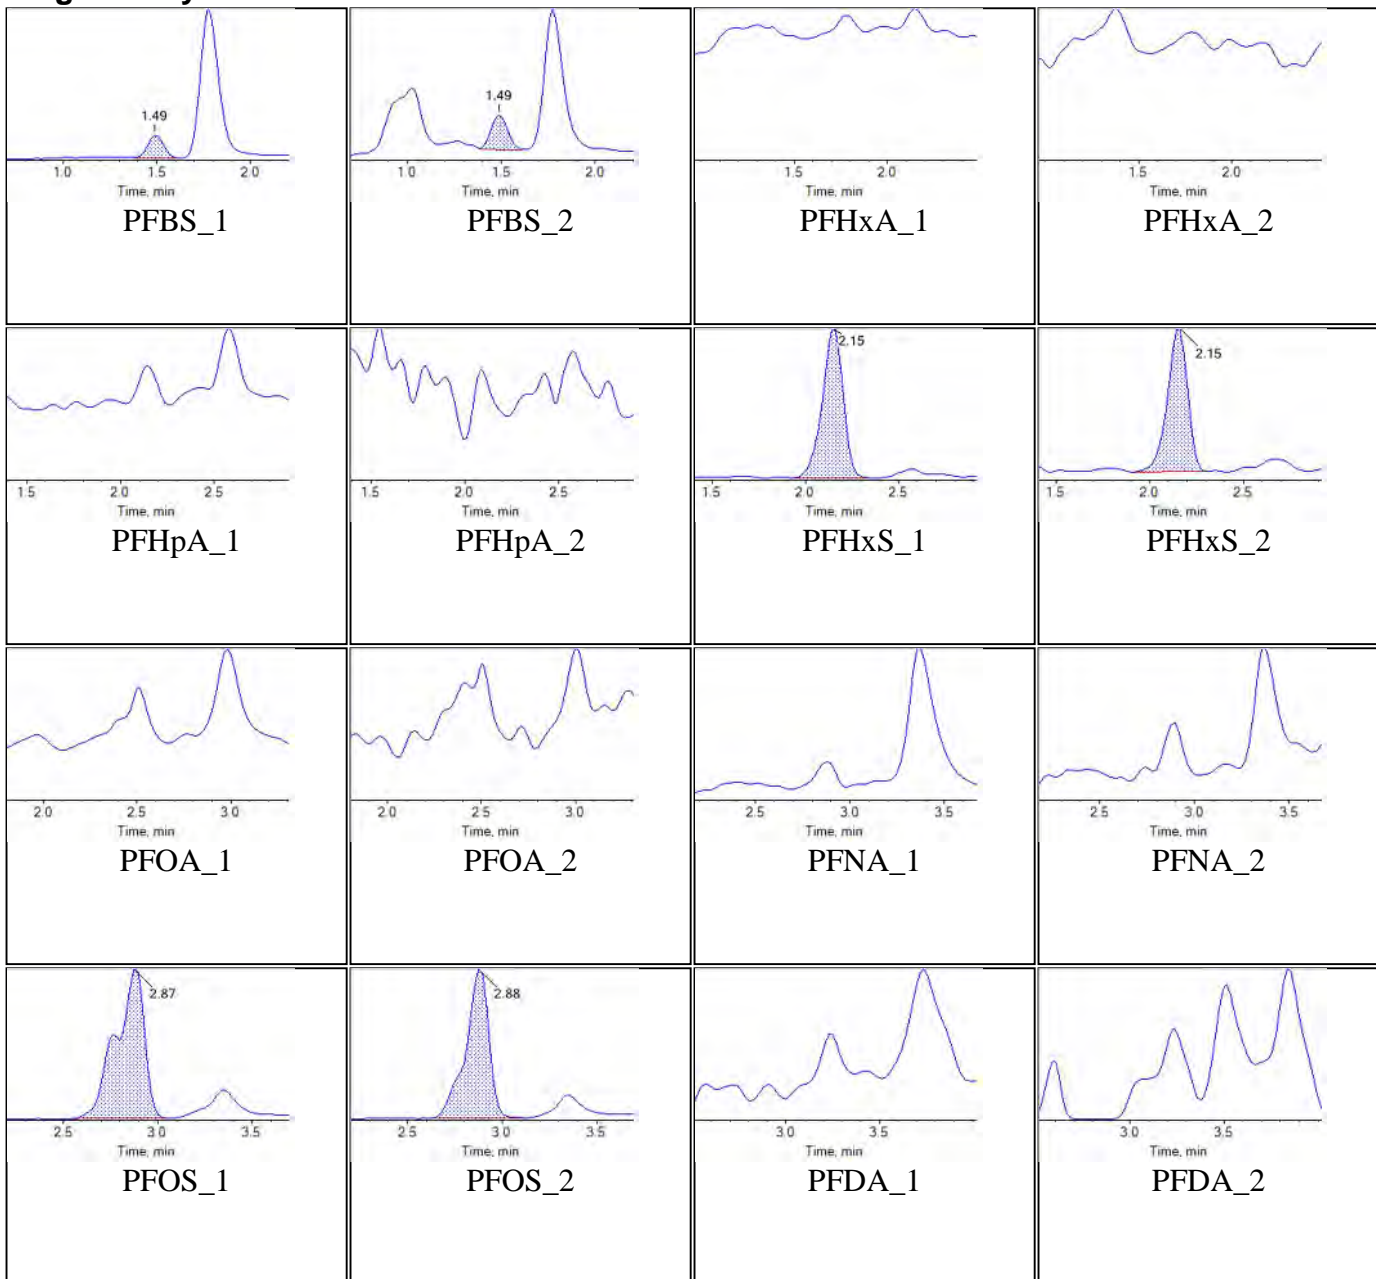 1.49
1.0 1.5 2.0
Time, min
PFBS_1
1.49
1.0 1.5 2.0
Time, min
PFBS_2
1.5 2.0
Time, min
PFHxA_1
1.5 2.0
Time, min
PFHxA_2
1.5 2.0 2.5
Time, min
PFHpA_1
1.5 2.0 2.5
Time, min
PFHpA_2
2.15
1.5 2.0 2.5
Time, min
PFHxS_1
2.15
1.5 2.0 2.5
Time, min
PFHxS_2
2.0 2.5 3.0
Time, min
PFOA_1
2.0 2.5 3.0
Time, min
PFOA_2
2.5 3.0 3.5
Time, min
PFNA_1
2.5 3.0 3.5
Time, min
PFNA_2
2.87
2.5 3.0 3.5
Time, min
PFOS_1
2.88
2.5 3.0 3.5
Time, min
PFOS_2
3.0 3.5
Time, min
PFDA_1
3.0 3.5
Time, min
PFDA_2